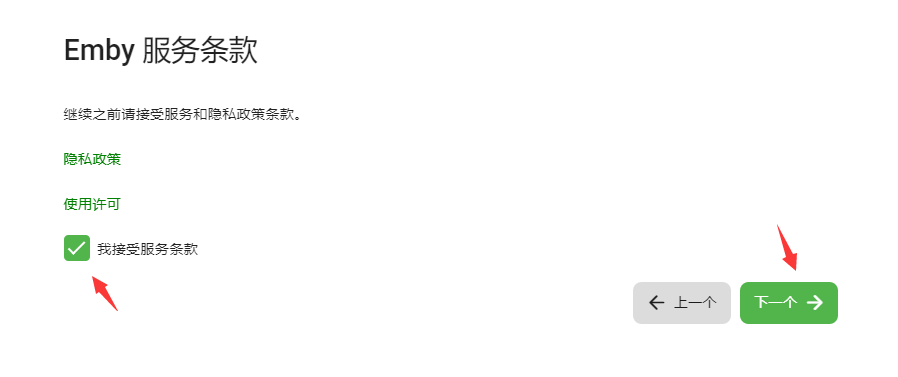 Emby 服务条款
继续之前请接受服务和隐私政策条款。
隐私政策
使用许可
我接受服务条款
上一个
下一个